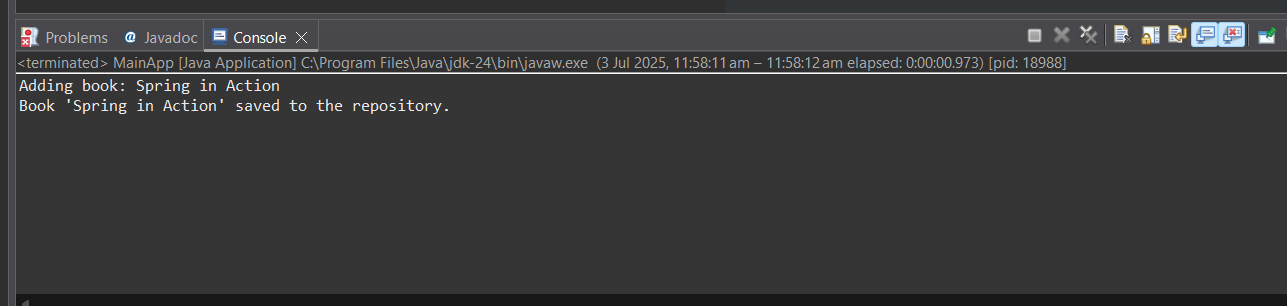 Problems @ Javadoc Console
<terminated> MainApp [Java Application] C:\Program Files\Java\jdk-24\bin\javaw.exe (3 Jul 2025, 11:58:11 am – 11:58:12 am elapsed: 0:00:00.973) [pid: 18988]
Adding book: Spring in Action
Book 'Spring in Action' saved to the repository.